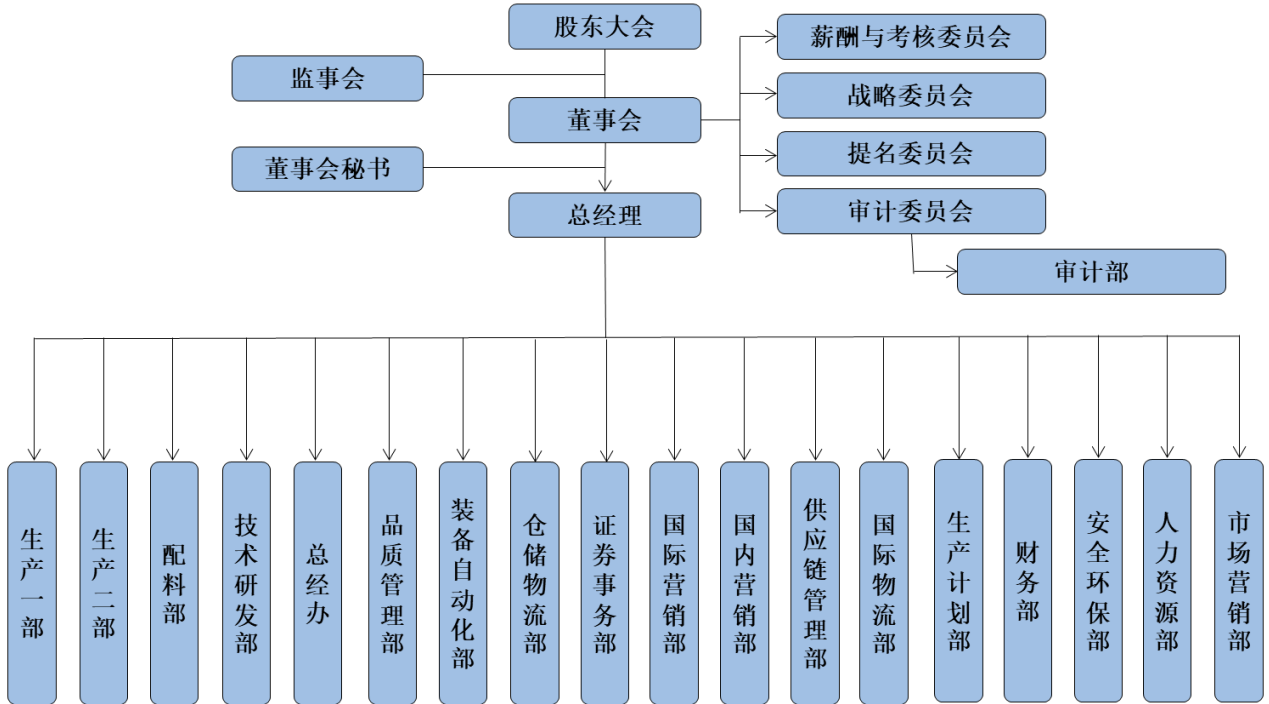 股东大会
监事会
董事会
董事会秘书
总经理
薪酬与考核委员会
战略委员会
提名委员会
审计委员会
审计部
生产一部
生产二部
配料部
技术研发部
总经办
品质管理部
装备自动化部
仓储物流部
证券事务部
国际营销部
国内营销部
供应链管理部
国际物流部
生产计划部
财务部
安全环保部
人力资源部
市场营销部